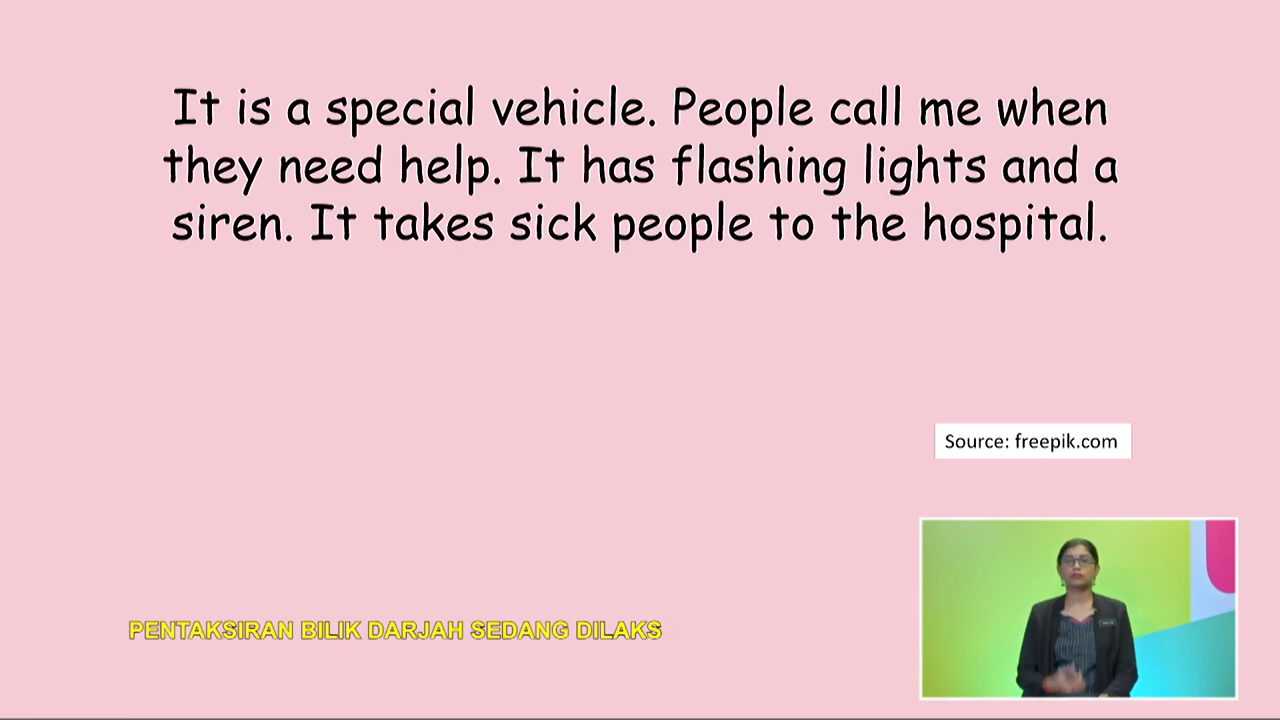 It is a special vehicle. People call me when
they need help. It has flashing lights and a
siren. It takes sick people to the hospital.
Source: freepik.com
PENTAKSIRAN BILIK DARJAH SEDANG DILAKS